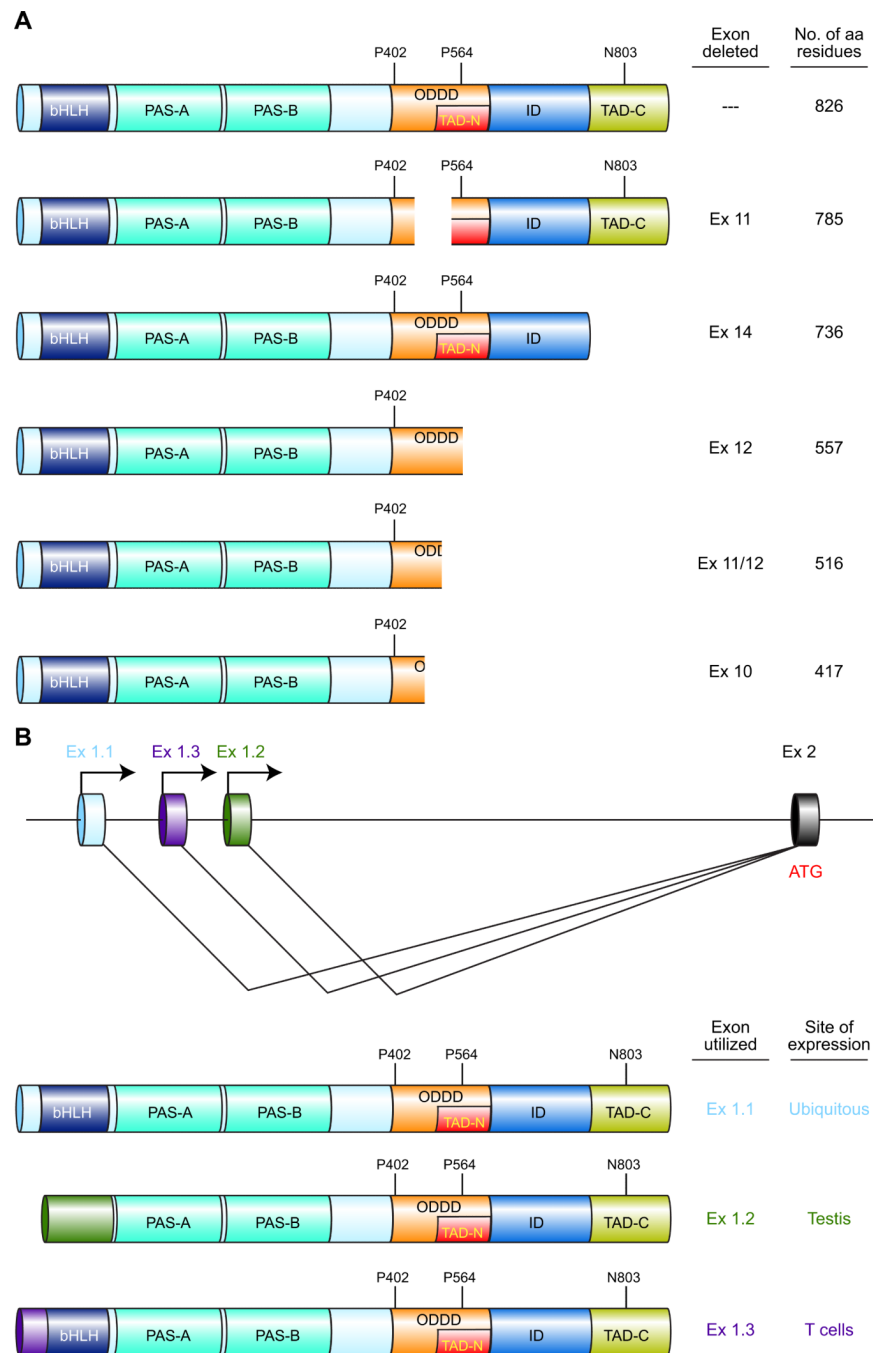 A
Exon deleted
No. of aa residues
P402 P564 N803
bHLH PAS-A PAS-B ODDD TAD-N ID TAD-C --- 826
P402 P564 N803
bHLH PAS-A PAS-B ID TAD-C Ex 11 785
P402 P564
bHLH PAS-A PAS-B ODDD TAD-N ID Ex 14 736
P402
bHLH PAS-A PAS-B ODDD Ex 12 557
P402
bHLH PAS-A PAS-B ODD Ex 11/12 516
P402
bHLH PAS-A PAS-B O Ex 10 417
B
Ex 1.1 Ex 1.3 Ex 1.2 Ex 2
ATG
Exon utilized
Site of expression
P402 P564 N803
bHLH PAS-A PAS-B ODDD TAD-N ID TAD-C Ex 1.1 Ubiquitous
P402 P564 N803
PAS-A PAS-B ODDD TAD-N ID TAD-C Ex 1.2 Testis
P402 P564 N803
bHLH PAS-A PAS-B ODDD TAD-N ID TAD-C Ex 1.3 T cells